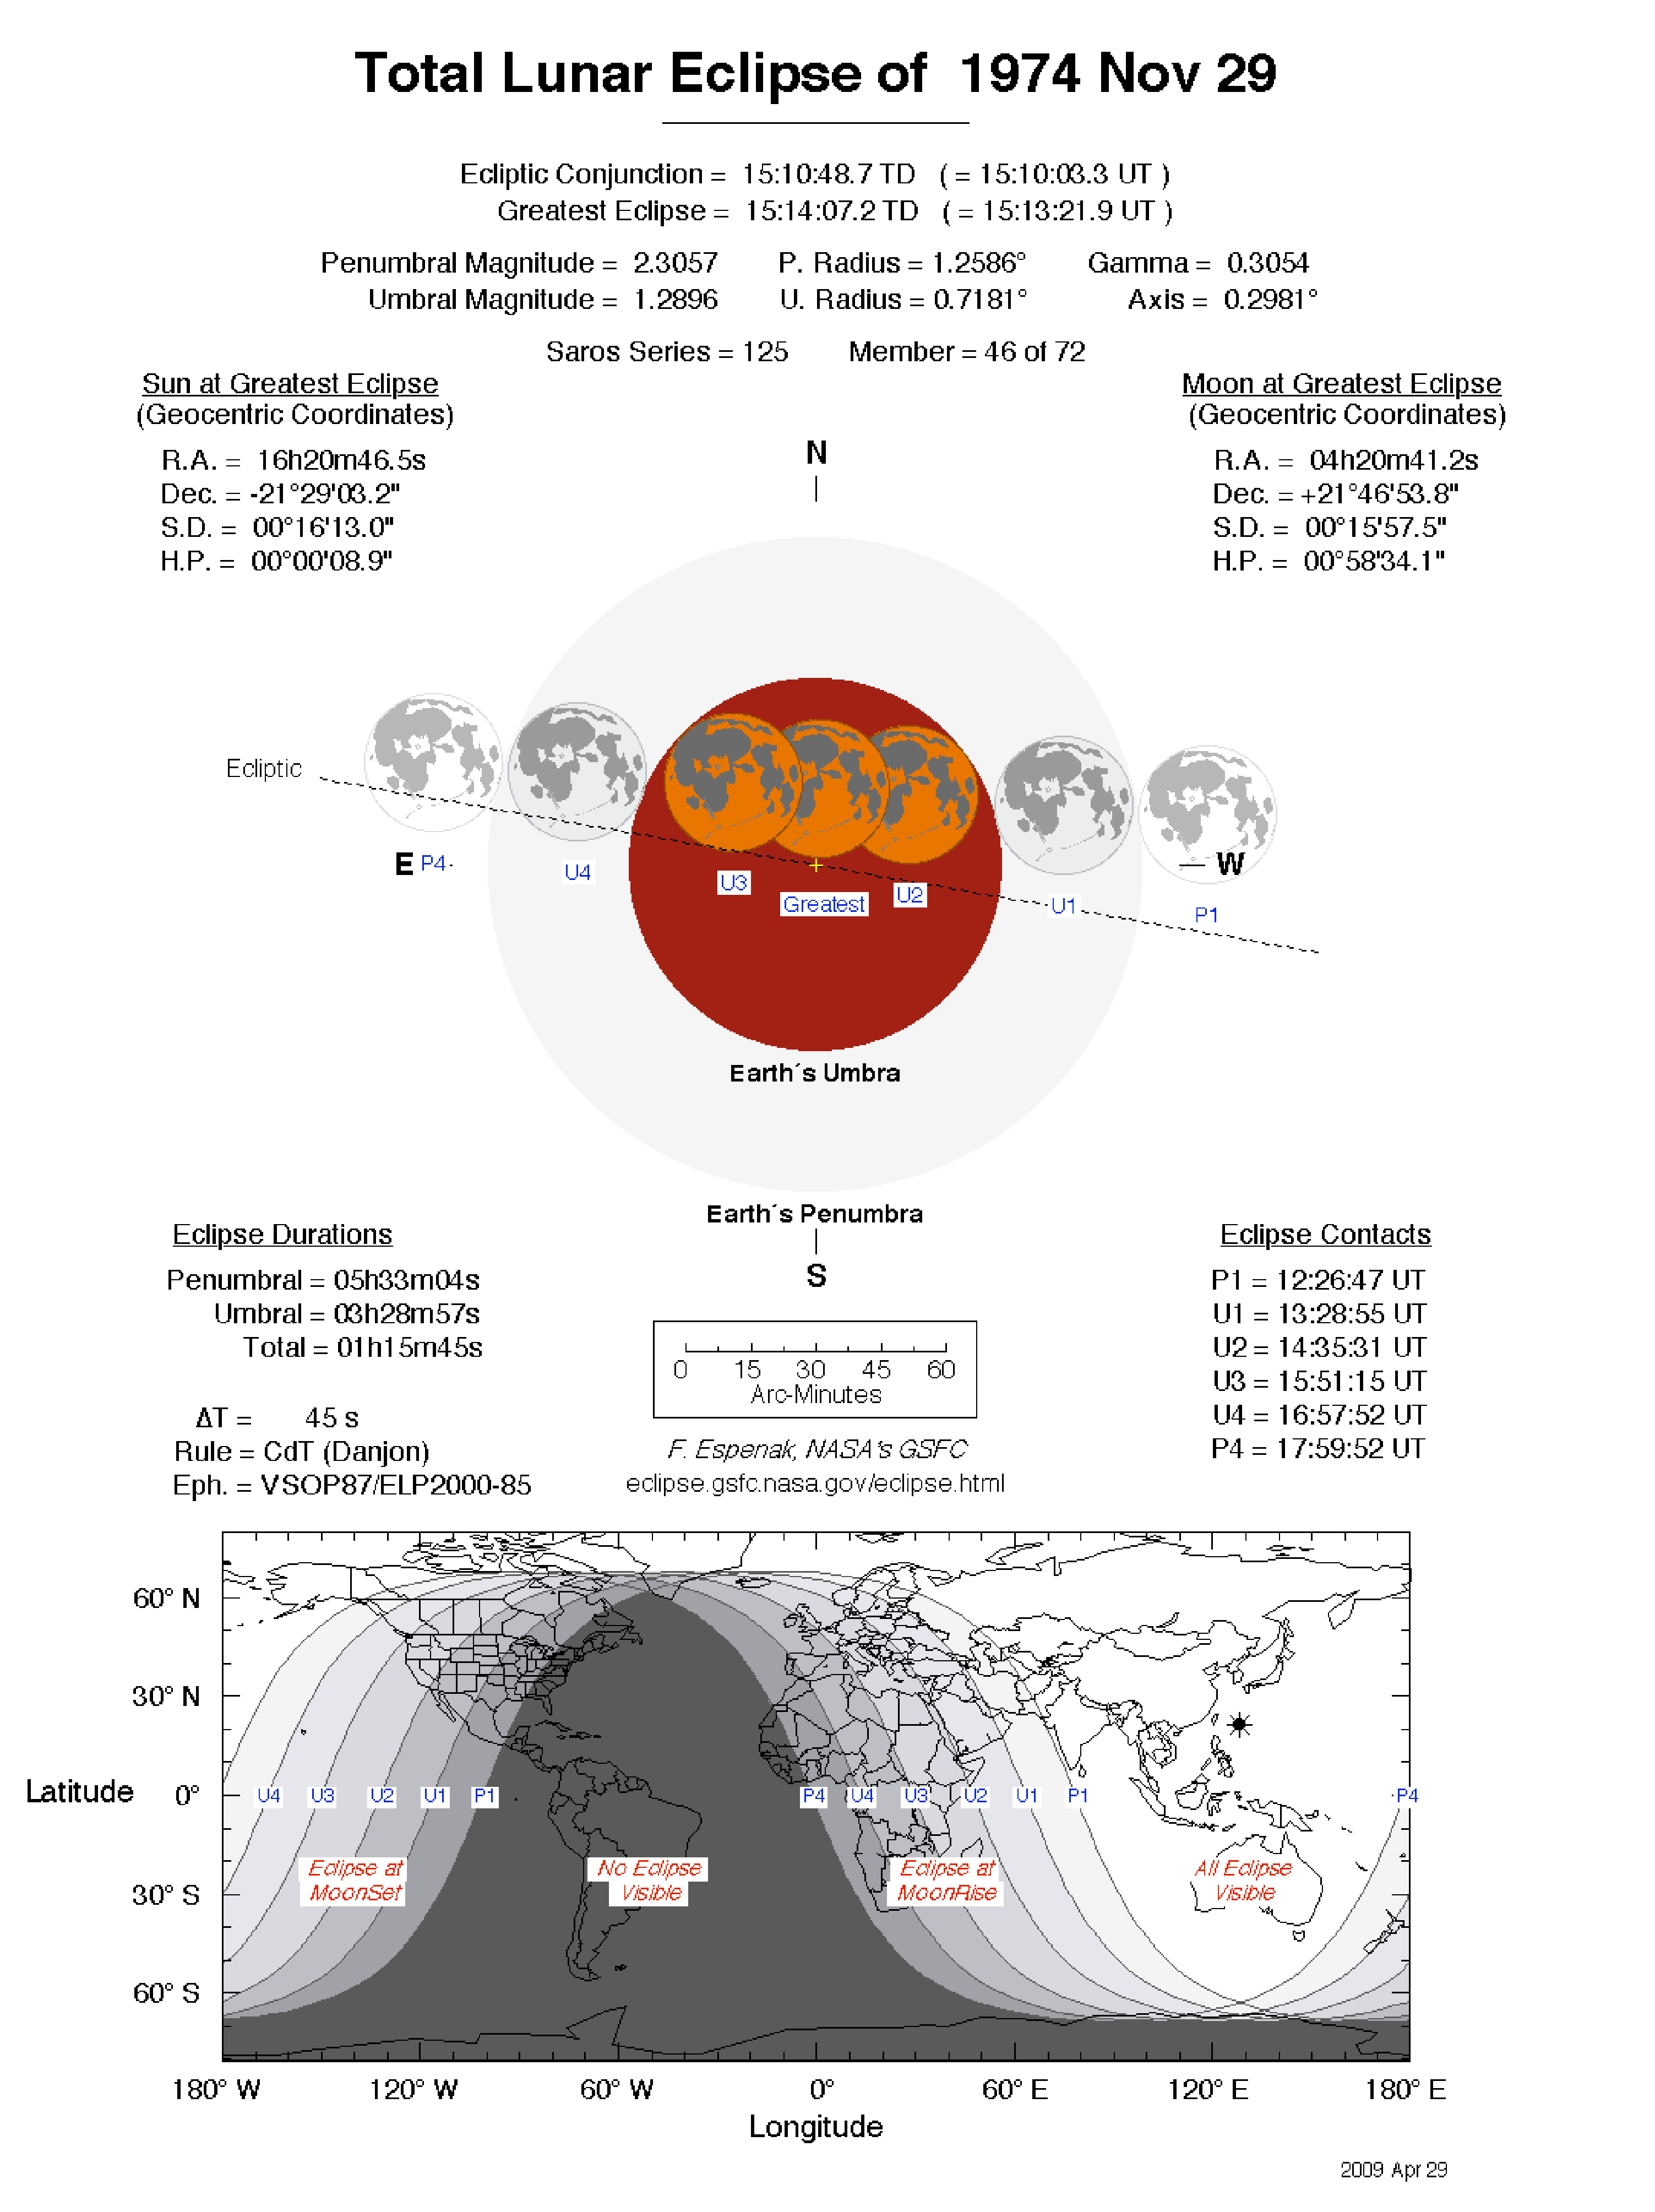 Total Lunar Eclipse of 1974 Nov 29
Ecliptic Conjunction = 15:10:48.7 TD ( = 15:10:03.3 UT )
Greatest Eclipse = 15:14:07.2 TD ( = 15:13:21.9 UT )
Penumbral Magnitude = 2.3057 P. Radius = 1.2586° Gamma = 0.3054
Umbral Magnitude = 1.2896 U. Radius = 0.7181° Axis = 0.2981°
Saros Series = 125 Member = 46 of 72
Sun at Greatest Eclipse
(Geocentric Coordinates)
R.A. = 16h20m46.5s
Dec. = -21°29'03.2"
S.D. = 00°16'13.0"
H.P. = 00°00'08.9"
Moon at Greatest Eclipse
(Geocentric Coordinates)
R.A. = 04h20m41.2s
Dec. = +21°46'53.8"
S.D. = 00°15'57.5"
H.P. = 00°58'34.1"
N
Ecliptic
E P4 U4 U3 Greatest U2 U1 P1 W
Earth´s Umbra
Earth´s Penumbra
S
Eclipse Durations
Penumbral = 05h33m04s
Umbral = 03h28m57s
Total = 01h15m45s
ΔT = 45 s
Rule = CdT (Danjon)
Eph. = VSOP87/ELP2000-85
0 15 30 45 60
Arc-Minutes
F. Espenak, NASA's GSFC
eclipse.gsfc.nasa.gov/eclipse.html
Eclipse Contacts
P1 = 12:26:47 UT
U1 = 13:28:55 UT
U2 = 14:35:31 UT
U3 = 15:51:15 UT
U4 = 16:57:52 UT
P4 = 17:59:52 UT
60° N
30° N
Latitude 0° U4 U3 U2 U1 P1 P4 U4 U3 U2 U1 P1 P4
Eclipse at
MoonSet
No Eclipse
Visible
Eclipse at
MoonRise
All Eclipse
Visible
30° S
60° S
180° W 120° W 60° W 0° 60° E 120° E 180° E
Longitude
2009 Apr 29